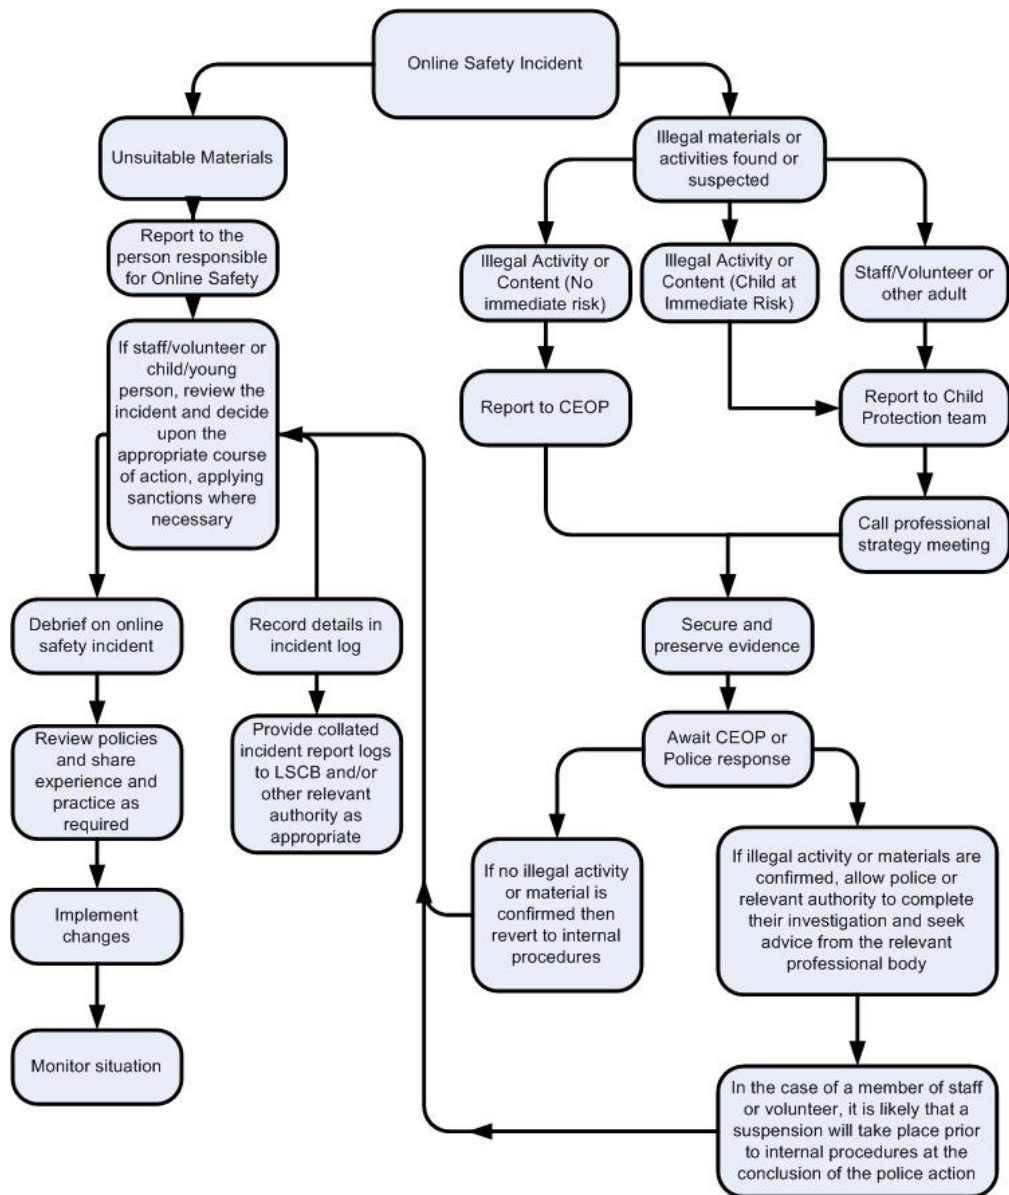 Online Safety Incident
Unsuitable Materials
Illegal materials or
activities found or
suspected
Report to the
person responsible
for Online Safety
Illegal Activity or
Content (No
immediate risk)
Illegal Activity or
Content (Child at
Immediate Risk)
Staff/Volunteer or
other adult
If staff/volunteer or
child/young
person, review the
incident and decide
upon the
appropriate course
of action, applying
sanctions where
necessary
Report to CEOP
Report to Child
Protection team
Call professional
strategy meeting
Debrief on online
safety incident
Record details in
incident log
Secure and
preserve evidence
Review policies
and share
experience and
practice as
required
Provide collated
incident report logs
to LSCB and/or
other relevant
authority as
appropriate
Await CEOP or
Police response
If no illegal activity
or material is
confirmed then
revert to internal
procedures
If illegal activity or materials are
confirmed, allow police or
relevant authority to complete
their investigation and seek
advice from the relevant
professional body
Implement
changes
Monitor situation
In the case of a member of staff
or volunteer, it is likely that a
suspension will take place prior
to internal procedures at the
conclusion of the police action